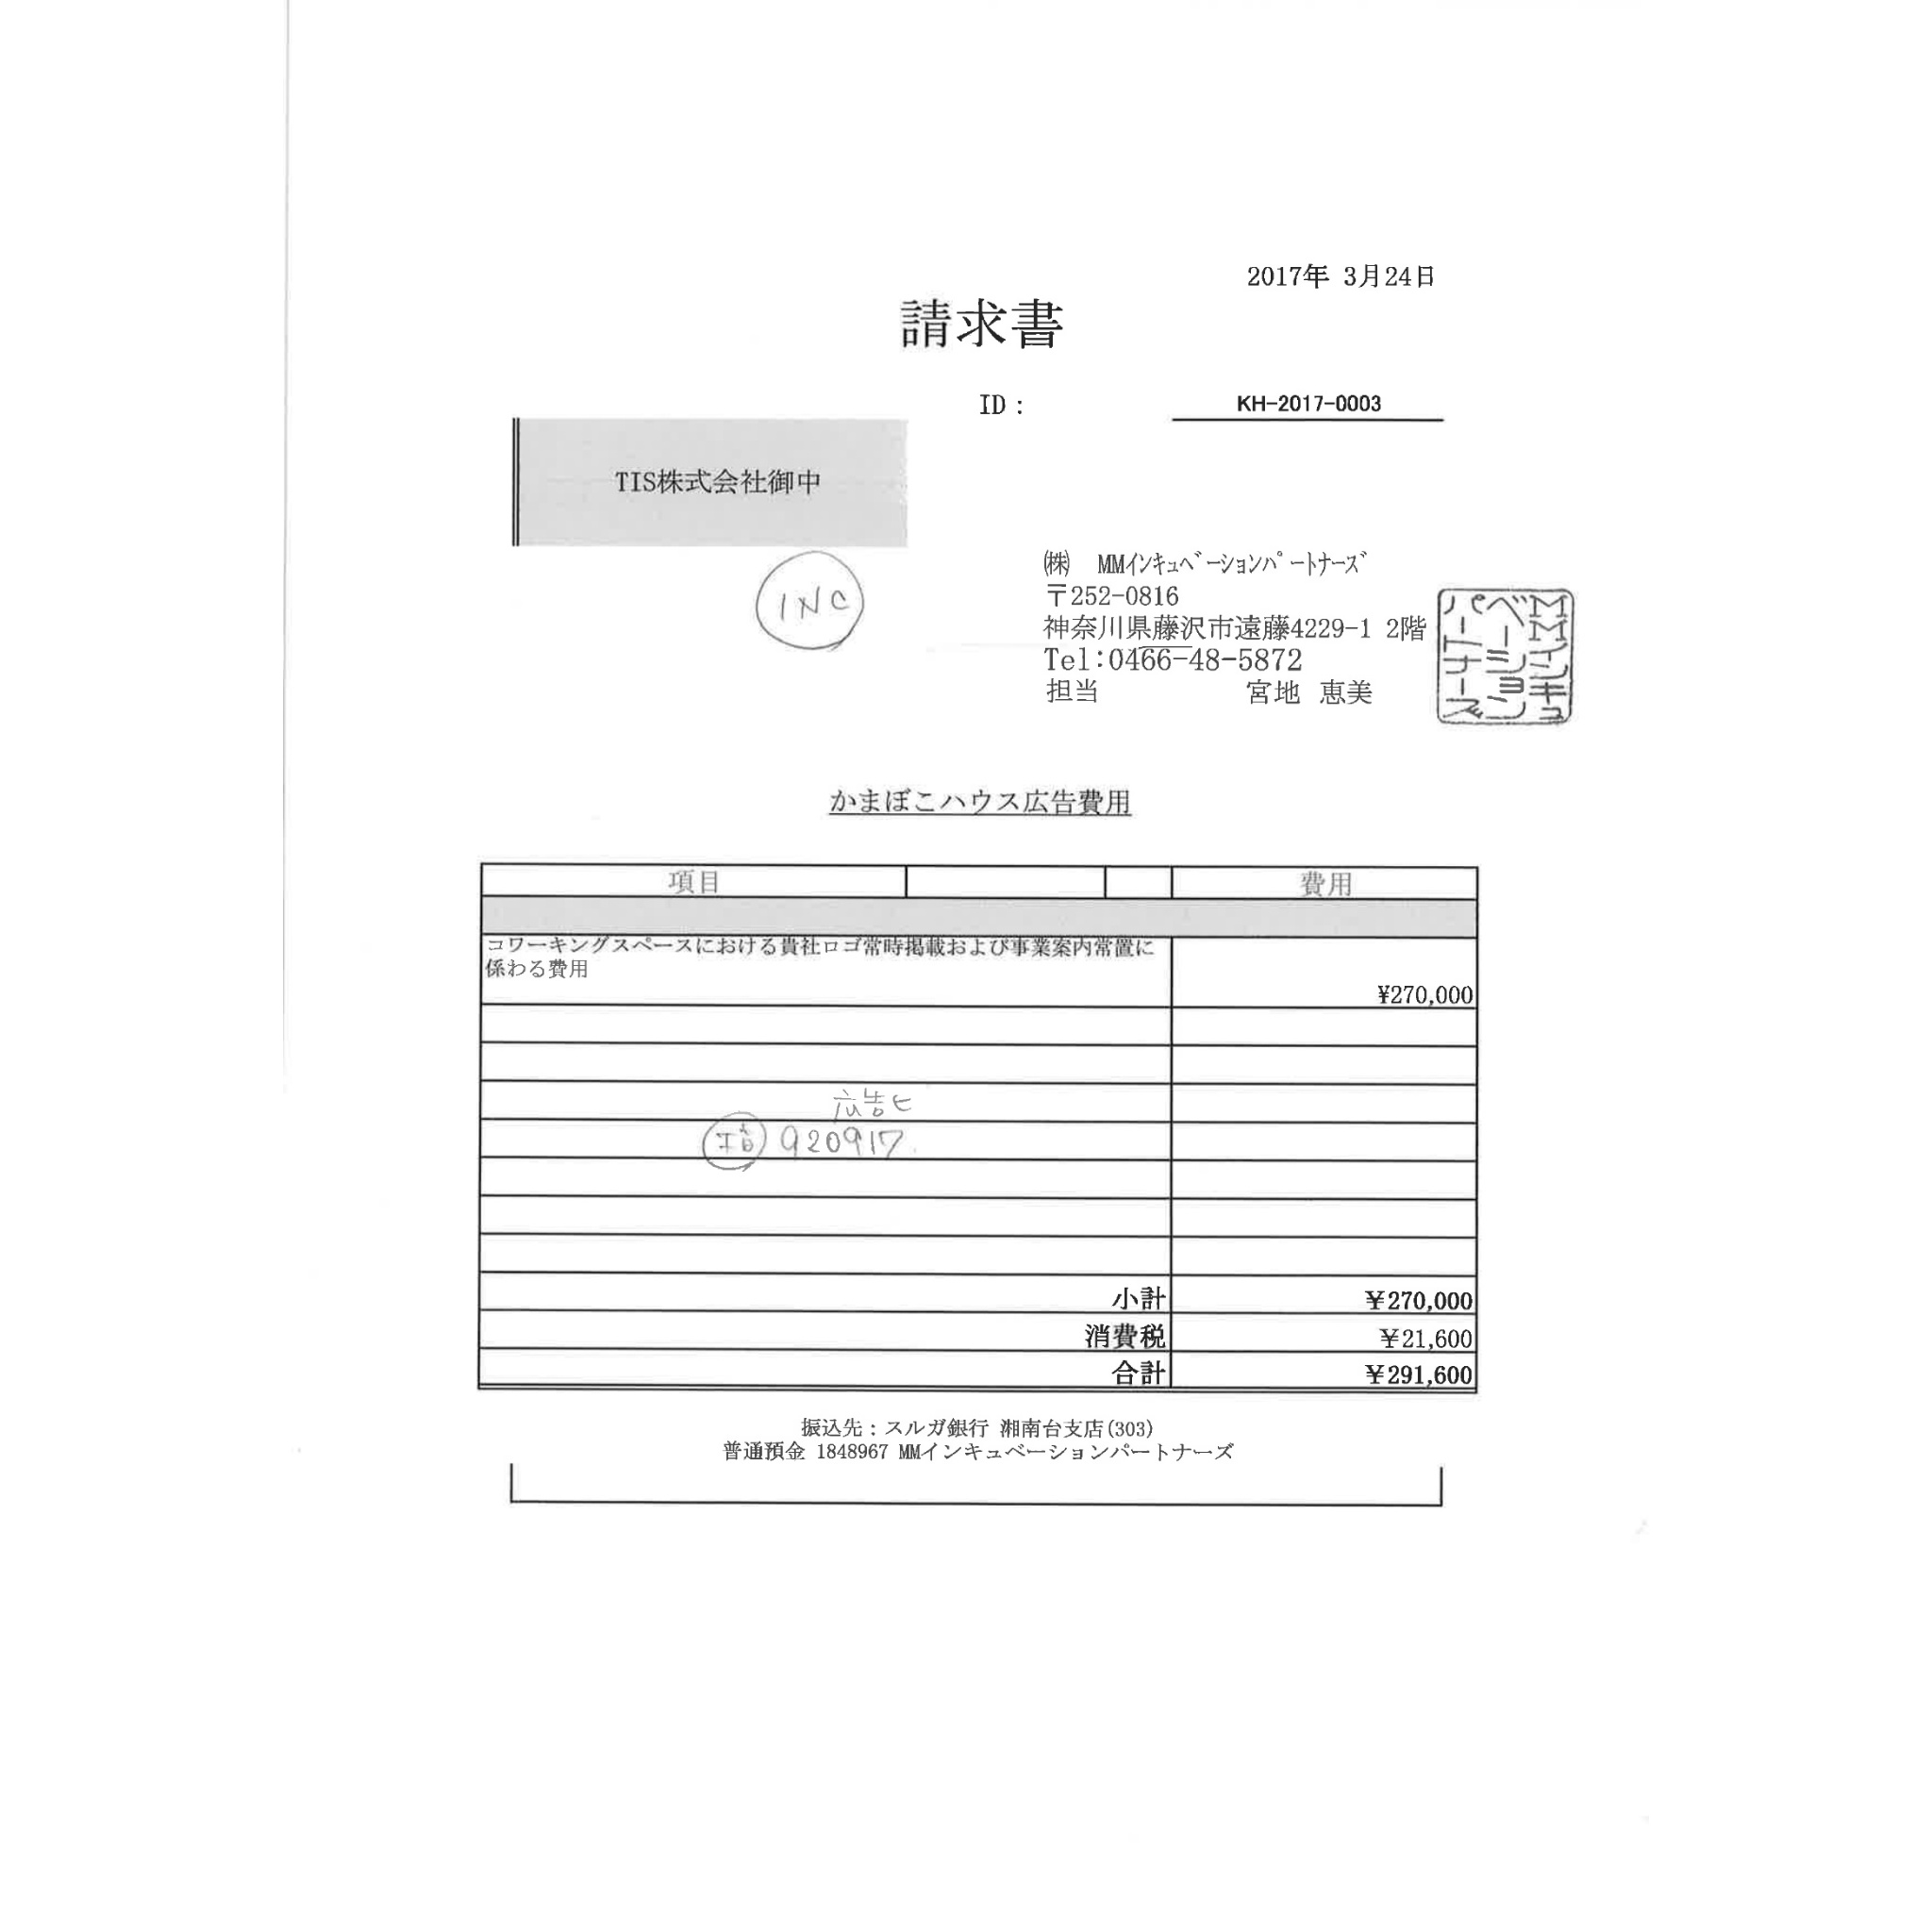 2017年 3月24日
請求書
ID：
KH-2017-0003
TIS株式会社御中
INC
㈱ MMインキュベーションパートナーズ
〒252-0816
神奈川県藤沢市遠藤4229-1 2階
Tel:0466-48-5872
担当 宮地 恵美
MMインキュ
ベーション
パートナーズ
かまぼこハウス広告費用
項目 費用
コワーキングスペースにおける貴社ロゴ常時掲載および事業案内常置に
係わる費用
¥270,000
広告ヒ
920917
小計 ￥270,000
消費税 ￥21,600
合計 ￥291,600
振込先：スルガ銀行 湘南台支店(303)
普通預金 1848967 MMインキュベーションパートナーズ